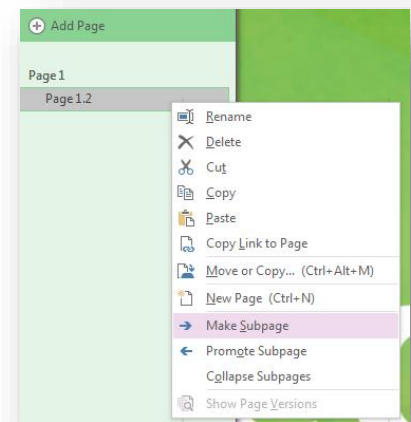 Add Page
Page 1
Page 1.2
Rename
Delete
Cut
Copy
Paste
Copy Link to Page
Move or Copy... (Ctrl+Alt+M)
New Page (Ctrl+N)
Make Subpage
Promote Subpage
Collapse Subpages
Show Page Versions